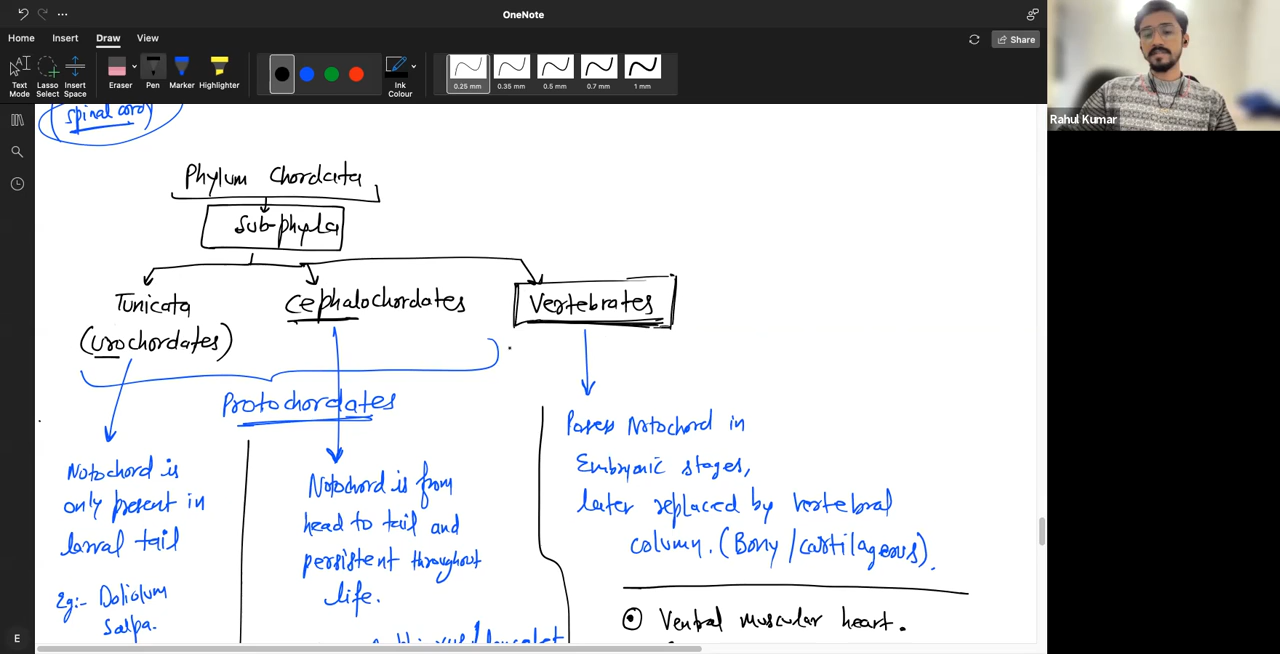 OneNote
Home Insert Draw View
Share
Text Mode
Lasso Select
Insert Space
Eraser
Pen
Marker
Highlighter
Ink Colour
0.25 mm
0.35 mm
0.5 mm
0.7 mm
1 mm
Rahul Kumar
(spinal cord)
Phylum Chordata
Sub-phyla
Tunicata
(urochordates)
Cephalochordates
Vertebrates
Protochordates
Notochord is
only present in
larval tail
Eg:- Doliolum
Salpa.
Notochord is from
head to tail and
persistent throughout
life.
Posess Notochord in
Embryonic stages,
later replaced by vertebral
column. (Bony / cartilageous).
Ventral muscular heart.
E